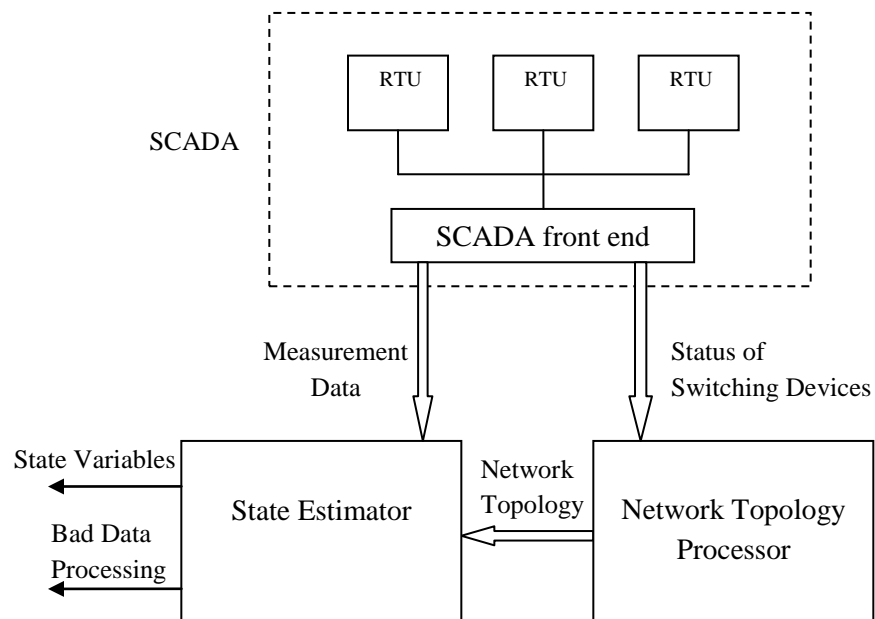 RTU
RTU
RTU
SCADA
SCADA front end
Measurement
Data
Status of
Switching Devices
State Variables
Bad Data
Processing
State Estimator
Network
Topology
Network Topology
Processor